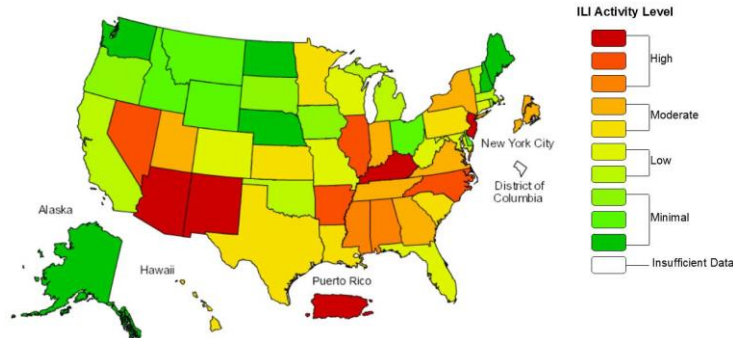 ILI Activity Level
High
Moderate
Low
Minimal
Insufficient Data
New York City
District of
Columbia
Alaska
Hawaii
Puerto Rico